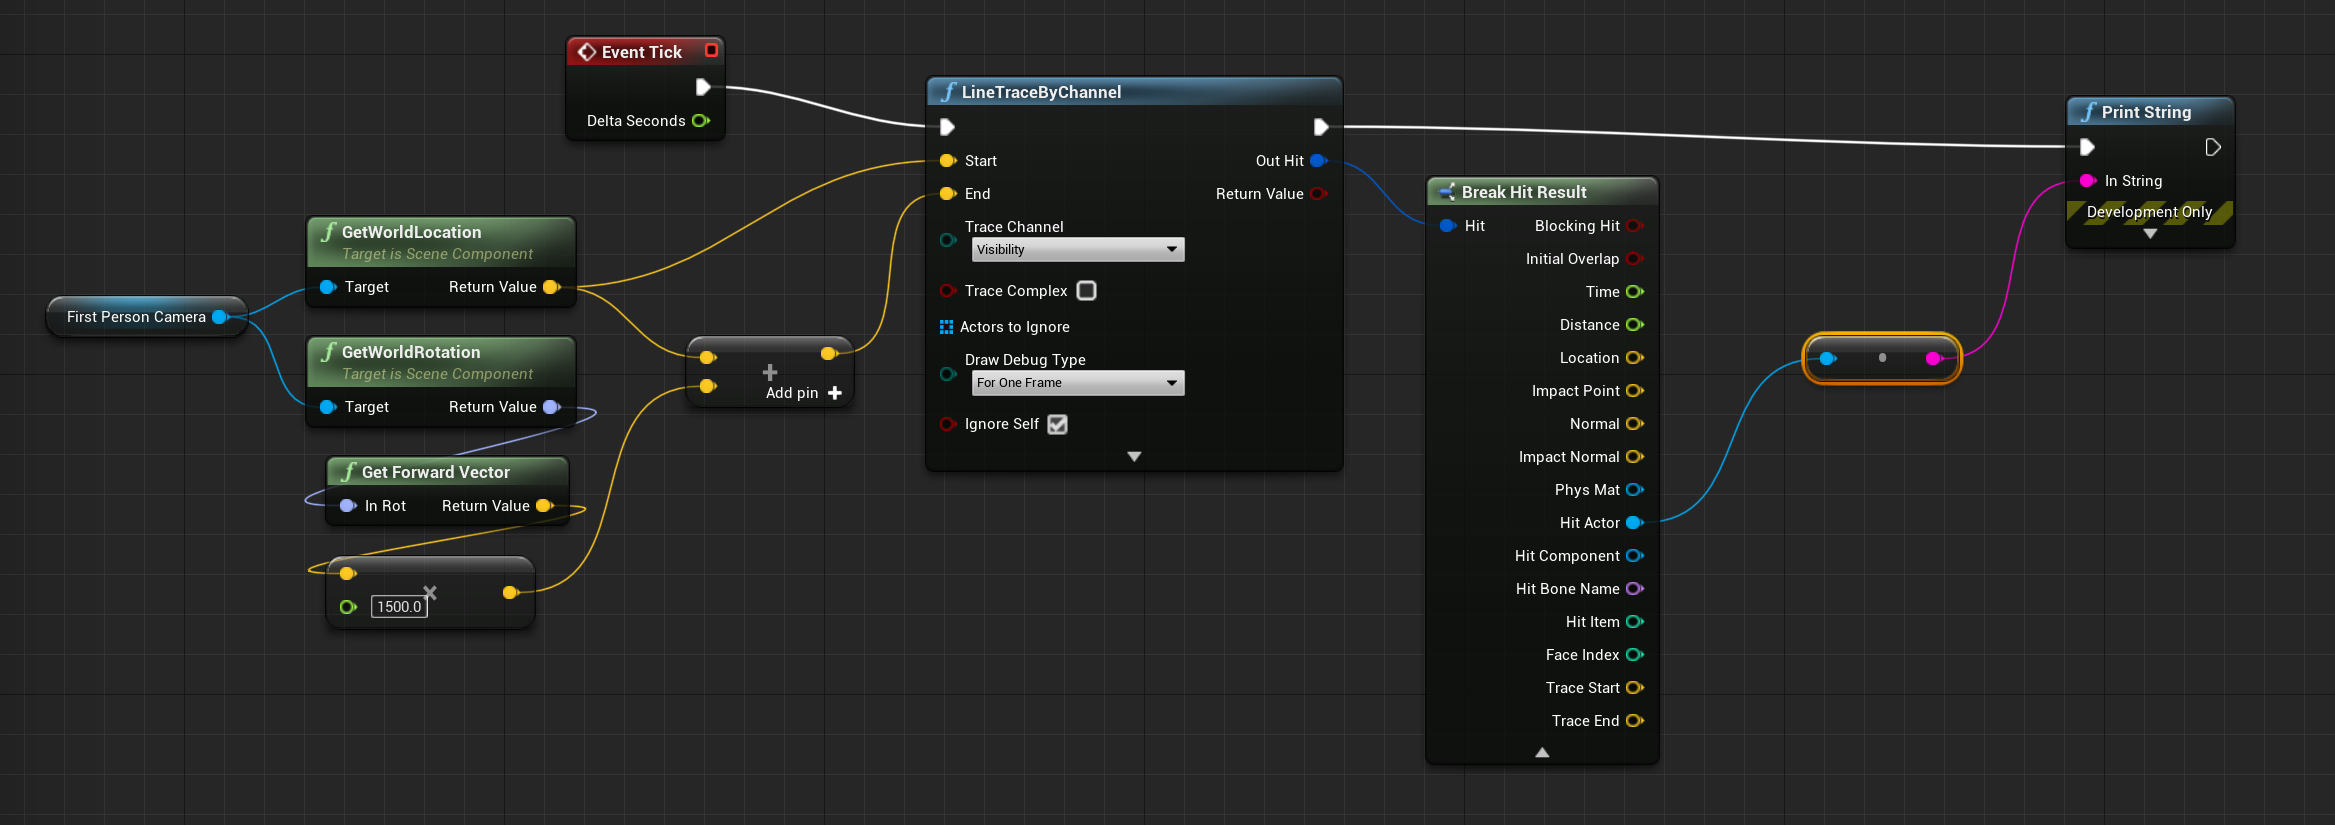 Event Tick
Delta Seconds
LineTraceByChannel
Start
Out Hit
End
Return Value
Trace Channel
Visibility
Trace Complex
Actors to Ignore
Draw Debug Type
For One Frame
Ignore Self
Print String
In String
Development Only
GetWorldLocation
Target is Scene Component
Target
Return Value
First Person Camera
GetWorldRotation
Target is Scene Component
Target
Return Value
Get Forward Vector
In Rot
Return Value
1500.0
Add pin
Break Hit Result
Hit
Blocking Hit
Initial Overlap
Time
Distance
Location
Impact Point
Normal
Impact Normal
Phys Mat
Hit Actor
Hit Component
Hit Bone Name
Hit Item
Face Index
Trace Start
Trace End